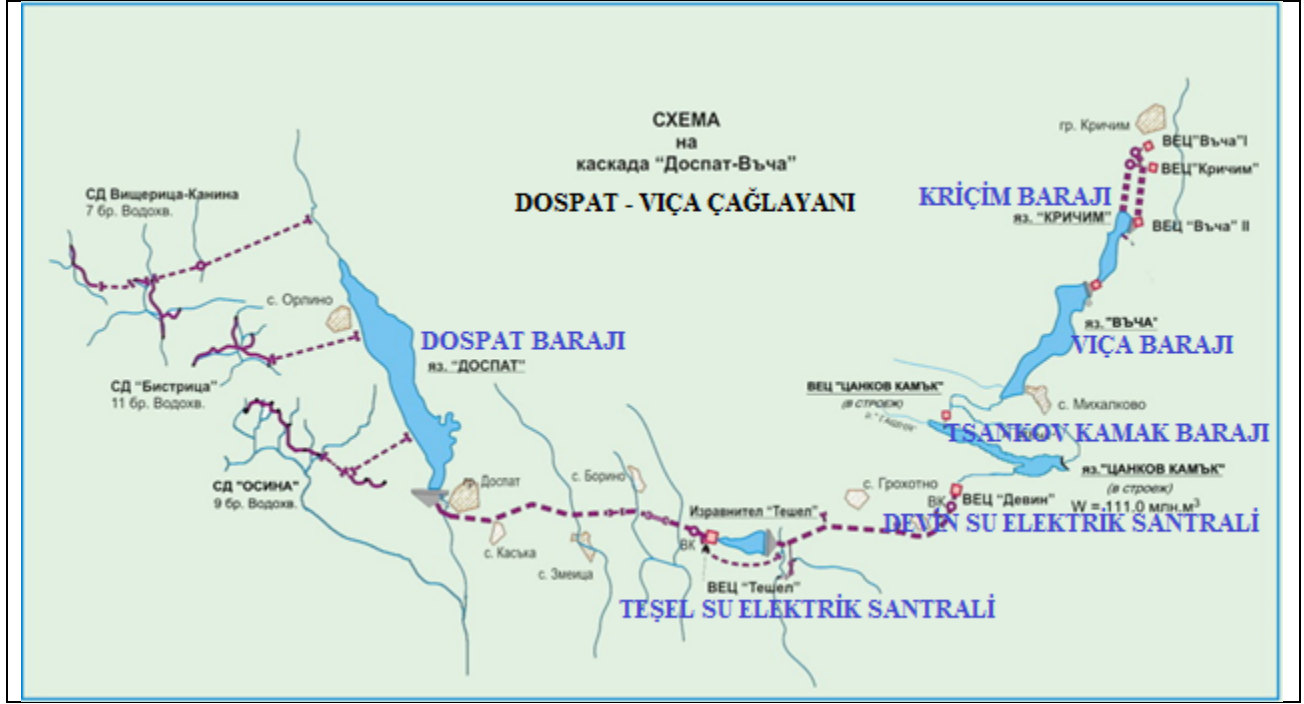 СХЕМА
на
каскада “Доспат-Въча”
DOSPAT - VIÇA ÇAĞLAYANI
гр. Кричим
ВЕЦ"Въча"I
ВЕЦ"Кричим"
KRİÇİM BARAJI
яз. “КРИЧИМ”
ВЕЦ "Въча" II
СД Вищерица-Канина
7 бр. Водохв.
с. Орлино
DOSPAT BARAJI
яз. “ДОСПАТ”
яз. "ВЪЧА"
VIÇA BARAJI
СД “Бистрица”
11 бр. Водохв.
ВЕЦ "ЦАНКОВ КАМЪК"
(В СТРОЕЖ)
с. Михалково
TSANKOV KAMAK BARAJI
яз."ЦАНКОВ КАМЪК"
(в строеж)
W = 111.0 млн.м³
СД "ОСИНА"
9 бр. Водохв.
гр. Доспат
с. Борино
с. Грохотно
ВК
ВЕЦ "Девин"
DEVİN SU ELEKTRİK SANTRALİ
Изравнител “Тешел”
с. Каська
с. Змеица
ВК
ВЕЦ “Тешел”
TEŞEL SU ELEKTRİK SANTRALİ